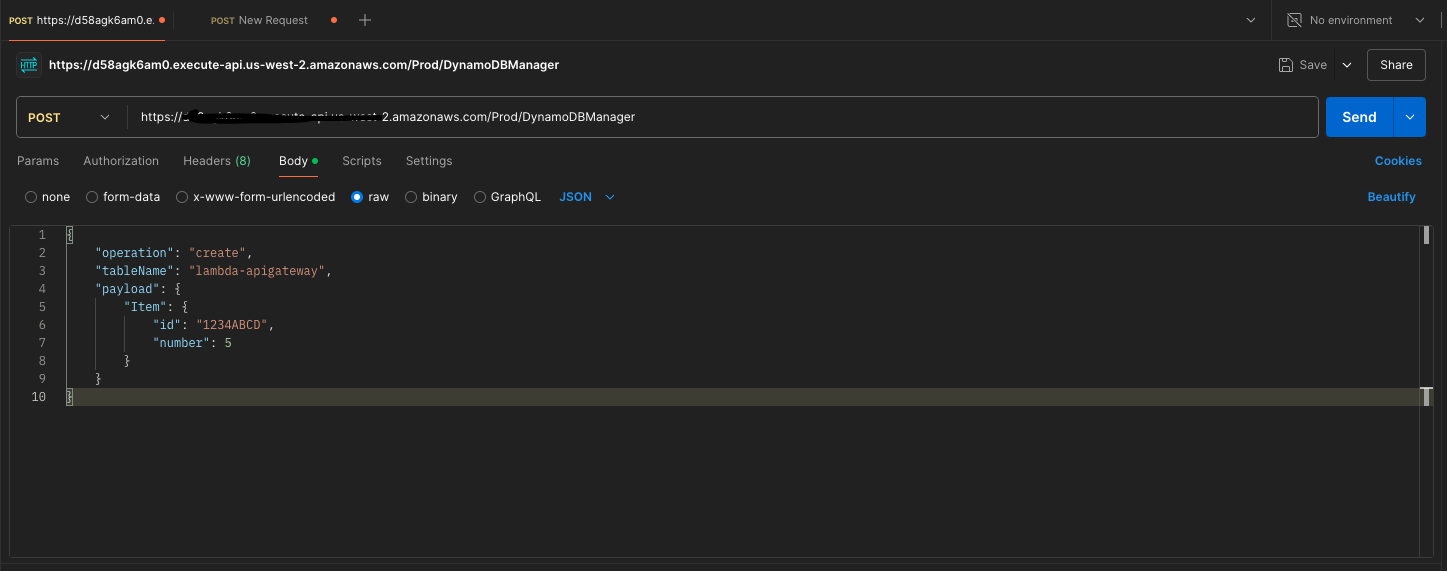 POST https://d58agk6am0.e. POST New Request No environment
HTTP https://d58agk6am0.execute-api.us-west-2.amazonaws.com/Prod/DynamoDBManager Save Share
POST https://d 2.amazonaws.com/Prod/DynamoDBManager Send
Params Authorization Headers (8) Body Scripts Settings Cookies
none form-data x-www-form-urlencoded raw binary GraphQL JSON Beautify
1 {
2 "operation": "create",
3 "tableName": "lambda-apigateway",
4 "payload": {
5 "Item": {
6 "id": "1234ABCD",
7 "number": 5
8 }
9 }
10 }